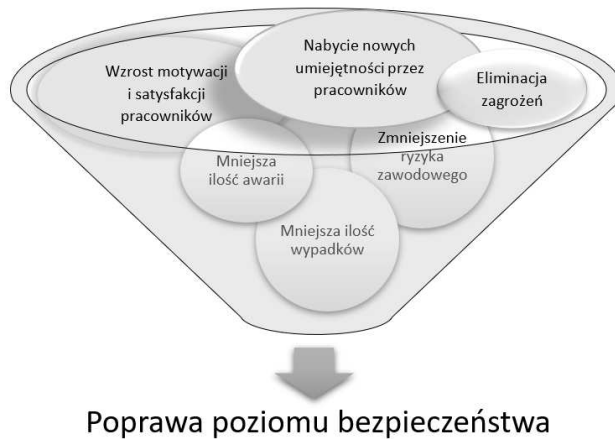 Nabycie nowych
umiejętności przez
pracowników
Wzrost motywacji
i satysfakcji
pracowników
Eliminacja
zagrożeń
Mniejsza
ilość awarii
Zmniejszenie
ryzyka
zawodowego
Mniejsza ilość
wypadków
Poprawa poziomu bezpieczeństwa